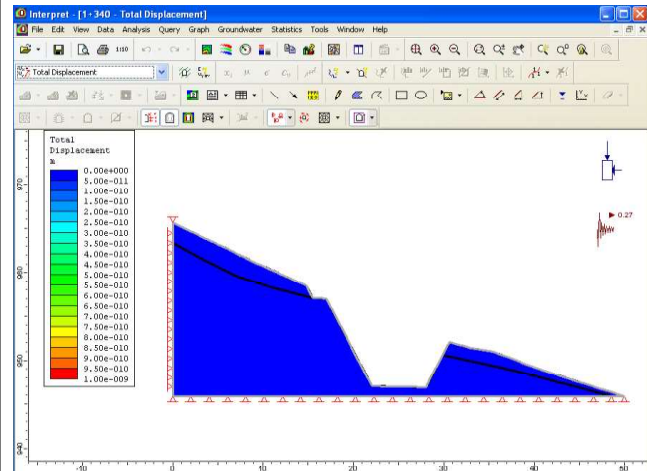 Interpret - [1+340 - Total Displacement]
File Edit View Data Analysis Query Graph Groundwater Statistics Tools Window Help
1:10
Total Displacement
Total
Displacement
m
0.00e+000
5.00e-011
1.00e-010
1.50e-010
2.00e-010
2.50e-010
3.00e-010
3.50e-010
4.00e-010
4.50e-010
5.00e-010
5.50e-010
6.00e-010
6.50e-010
7.00e-010
7.50e-010
8.00e-010
8.50e-010
9.00e-010
9.50e-010
1.00e-009
0.27
970
960
950
940
-10 0 10 20 30 40 50